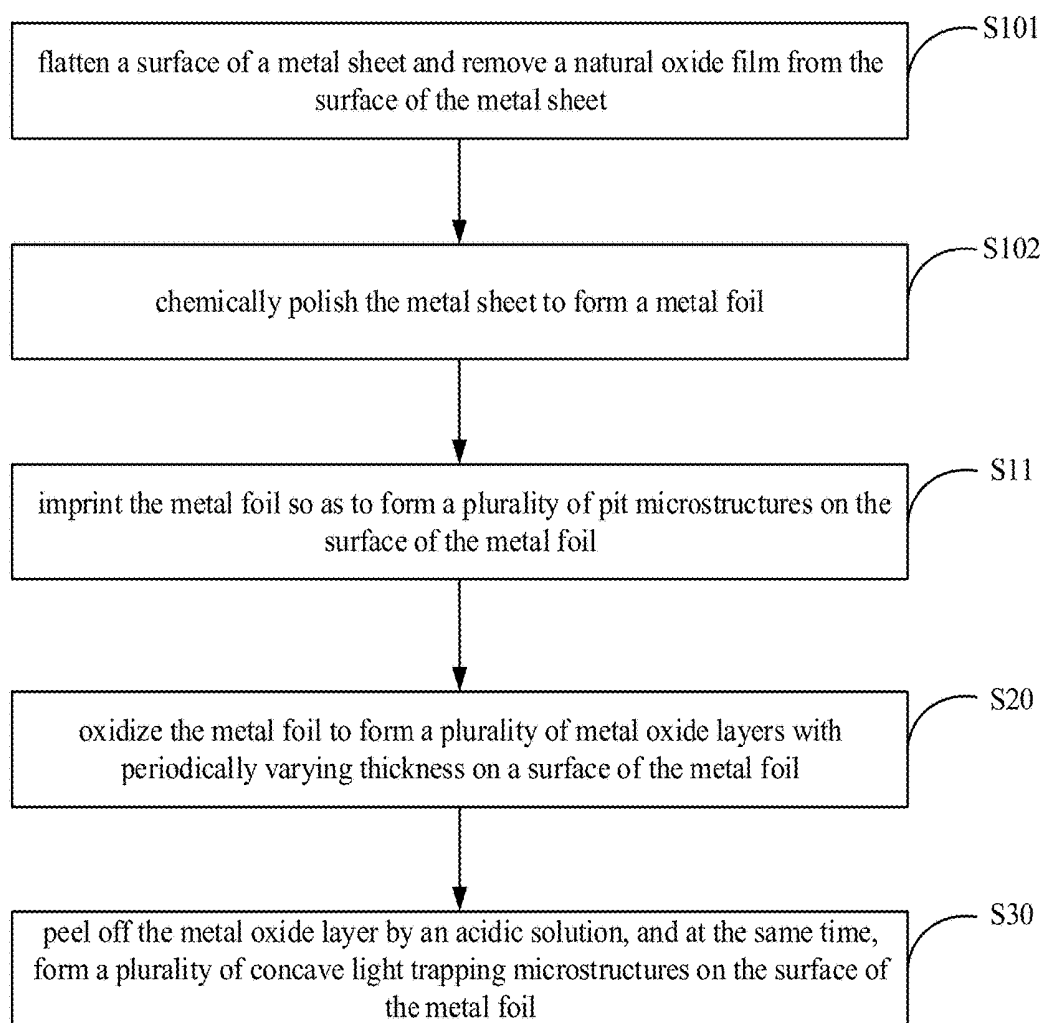 S101
flatten a surface of a metal sheet and remove a natural oxide film from the
surface of the metal sheet
S102
chemically polish the metal sheet to form a metal foil
S11
imprint the metal foil so as to form a plurality of pit microstructures on the
surface of the metal foil
S20
oxidize the metal foil to form a plurality of metal oxide layers with
periodically varying thickness on a surface of the metal foil
S30
peel off the metal oxide layer by an acidic solution, and at the same time,
form a plurality of concave light trapping microstructures on the surface of
the metal foil